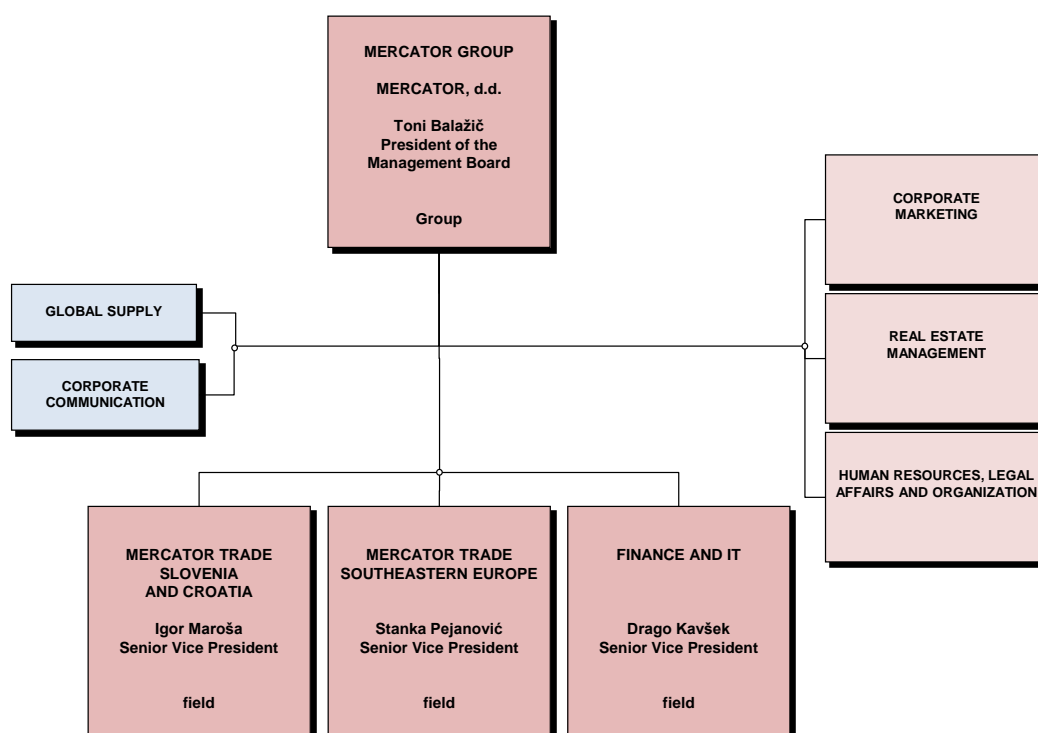 MERCATOR GROUP
MERCATOR, d.d.
Toni Balažič
President of the
Management Board
Group
CORPORATE
MARKETING
GLOBAL SUPPLY
REAL ESTATE
MANAGEMENT
CORPORATE
COMMUNICATION
HUMAN RESOURCES, LEGAL
AFFAIRS AND ORGANIZATION
MERCATOR TRADE
SLOVENIA
AND CROATIA
Igor Maroša
Senior Vice President
field
MERCATOR TRADE
SOUTHEASTERN EUROPE
Stanka Pejanović
Senior Vice President
field
FINANCE AND IT
Drago Kavšek
Senior Vice President
field